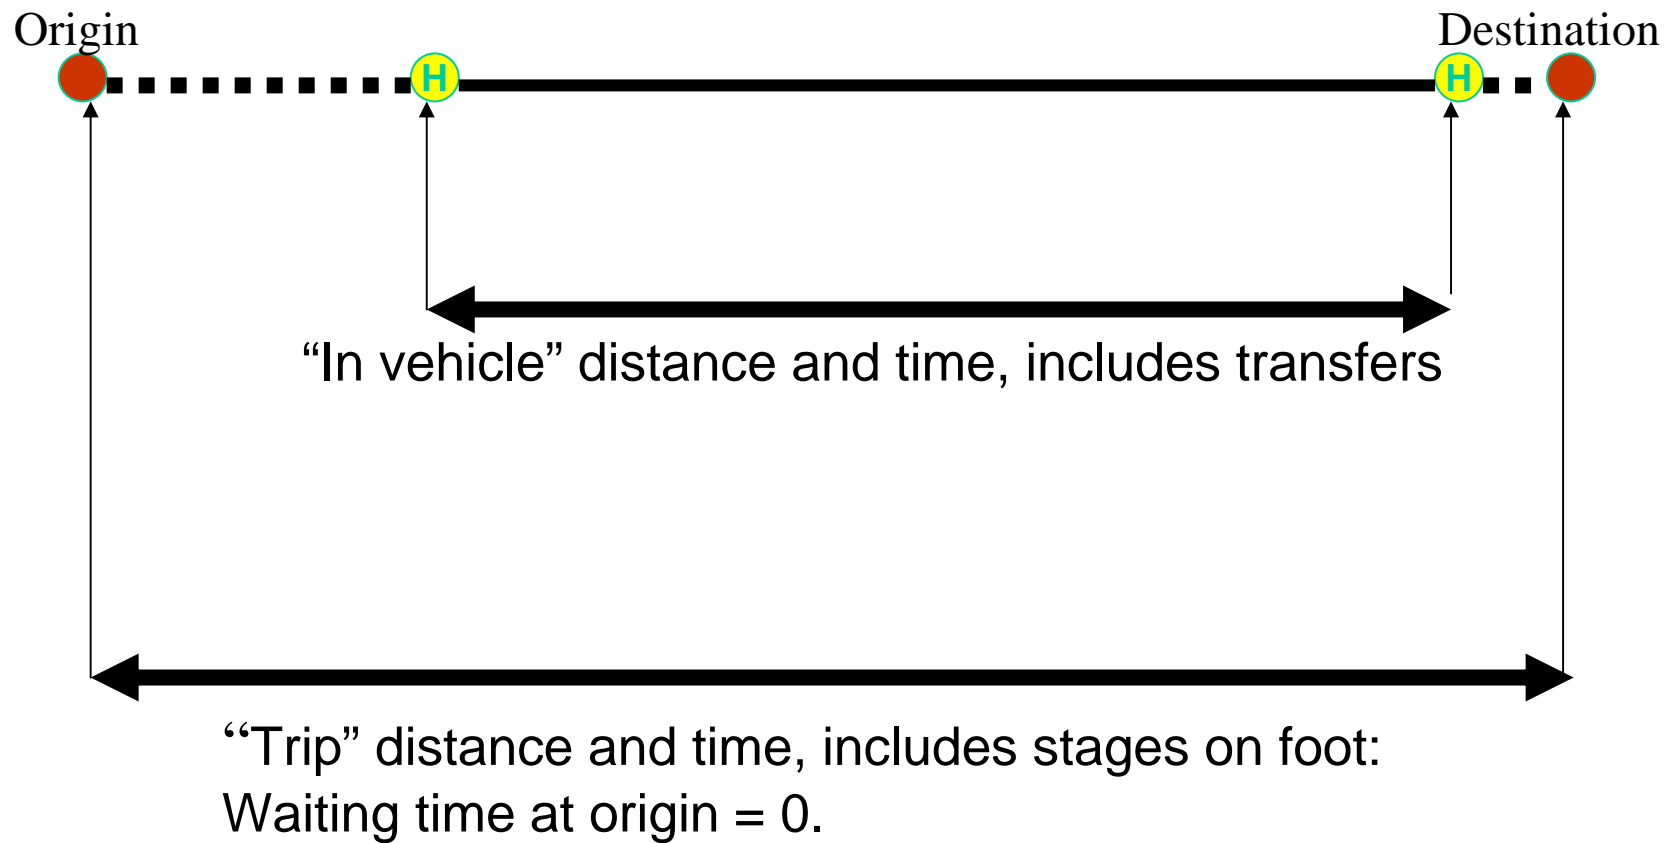 Origin
Destination
H
H
“In vehicle” distance and time, includes transfers
“Trip” distance and time, includes stages on foot:
Waiting time at origin = 0.